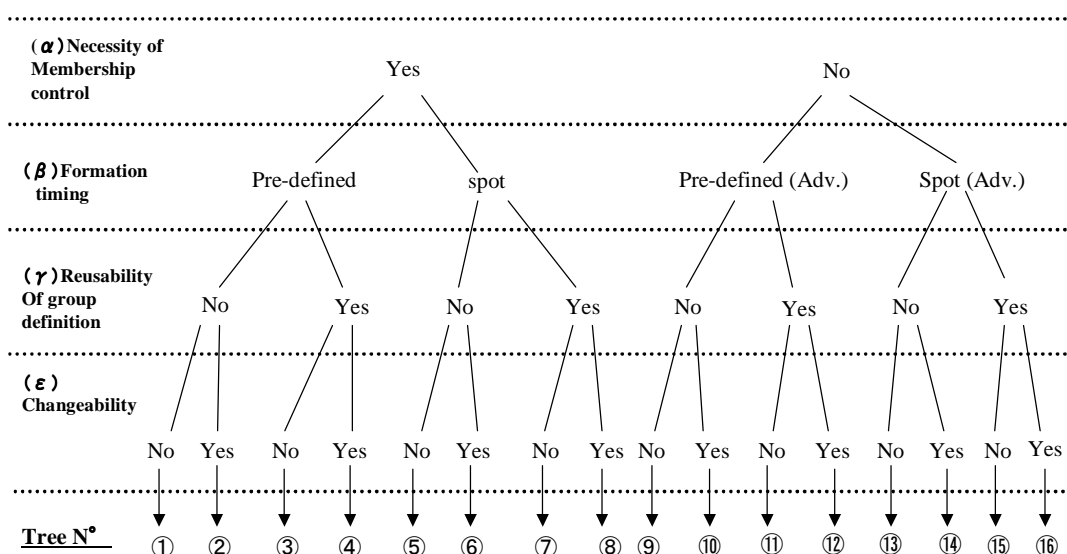 (α)Necessity of
Membership
control
Yes
No
(β)Formation
timing
Pre-defined
spot
Pre-defined (Adv.)
Spot (Adv.)
(γ)Reusability
Of group
definition
No
Yes
No
Yes
No
Yes
No
Yes
(ε)
Changeability
No Yes No Yes No Yes No Yes No Yes No Yes No Yes No Yes
Tree N° ① ② ③ ④ ⑤ ⑥ ⑦ ⑧ ⑨ ⑩ ⑪ ⑫ ⑬ ⑭ ⑮ ⑯